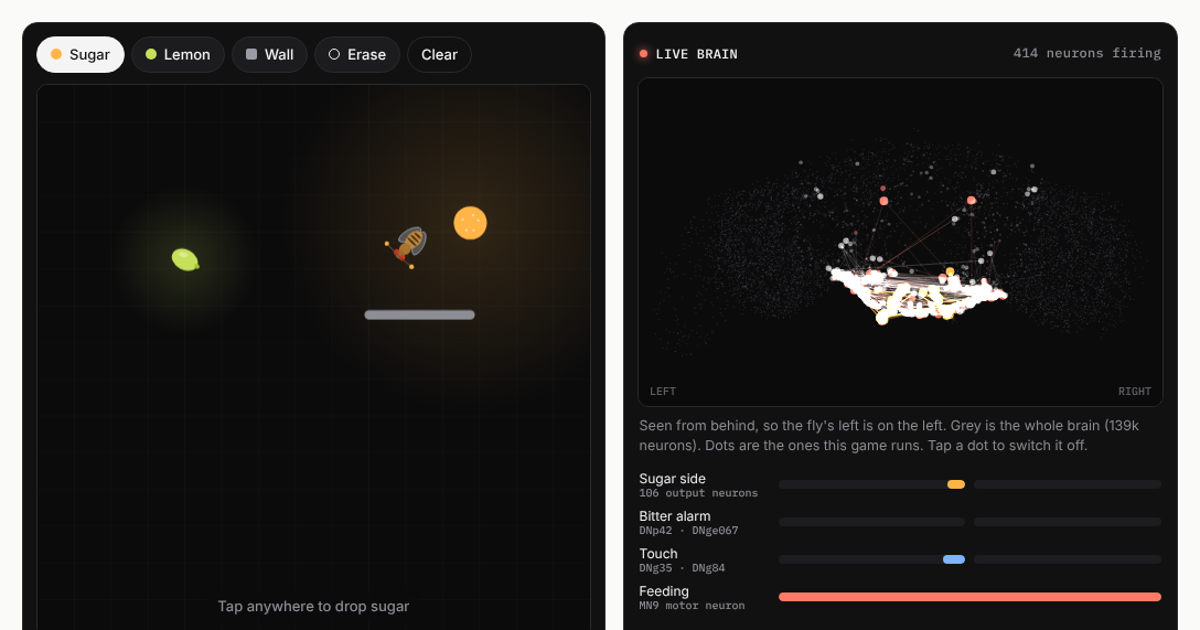 Sugar
Lemon
Wall
Erase
Clear
Tap anywhere to drop sugar
LIVE BRAIN
414 neurons firing
LEFT
RIGHT
Seen from behind, so the fly's left is on the left. Grey is the whole brain (139k
neurons). Dots are the ones this game runs. Tap a dot to switch it off.
Sugar side
106 output neurons
Bitter alarm
DNp42 · DNge067
Touch
DNg35 · DNg84
Feeding
MN9 motor neuron